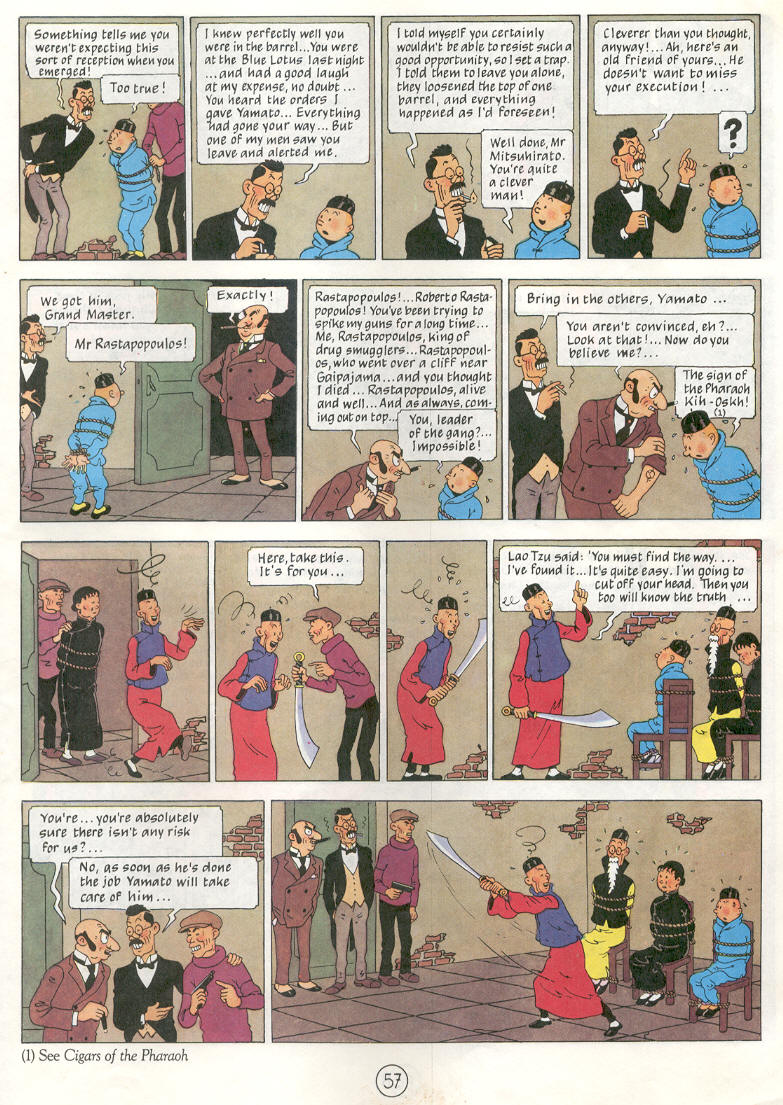 Something tells me you
weren't expecting this
sort of reception when you
emerged!
Too true!
I knew perfectly well you
were in the barrel...You were
at the Blue Lotus last night
...and had a good laugh
at my expense, no doubt...
You heard the orders I
gave Yamato... Everything
had gone your way... But
one of my men saw you
leave and alerted me.
I told myself you certainly
wouldn't be able to resist such a
good opportunity, so I set a trap.
I told them to leave you alone,
they loosened the top of one
barrel, and everything
happened as I'd foreseen!
Well done, Mr
Mitsuhirato.
You're quite
a clever
man!
Cleverer than you thought,
anyway!... Ah, here's an
old friend of yours... He
doesn't want to miss
your execution! ...
?
We got him,
Grand Master.
Mr Rastapopoulos!
Exactly!
Rastapopoulos!... Roberto Rasta-
popoulos! You've been trying to
spike my guns for a long time...
Me, Rastapopoulos, king of
drug smugglers... Rastapopoul-
os, who went over a cliff near
Gaipajama...and you thought
I died... Rastapopoulos, alive
and well... And as always, com-
ing out on top...
You, leader
of the gang?...
Impossible!
Bring in the others, Yamato ...
You aren't convinced, eh?...
Look at that!... Now do you
believe me?...
The sign of
the Pharaoh
Kih-Oskh!
(1)
Here, take this.
It's for you...
Lao Tzu said: 'You must find the way....
I've found it...It's quite easy. I'm going to
cut off your head. Then you
too will know the truth ...
You're... you're absolutely
sure there isn't any risk
for us?...
No, as soon as he's done
the job Yamato will take
care of him...
(1) See Cigars of the Pharaoh
57